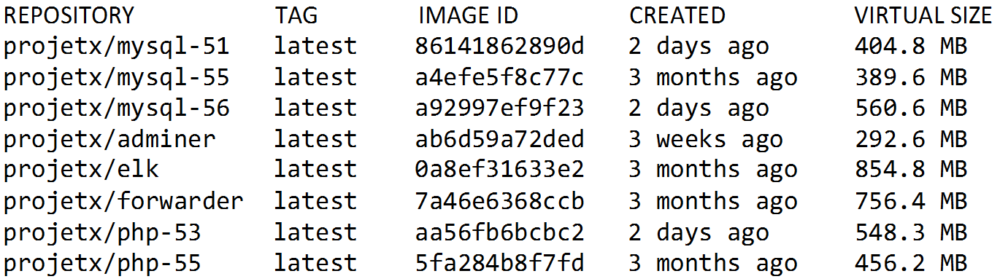 REPOSITORY TAG IMAGE ID CREATED VIRTUAL SIZE
projetx/mysql-51 latest 86141862890d 2 days ago 404.8 MB
projetx/mysql-55 latest a4efe5f8c77c 3 months ago 389.6 MB
projetx/mysql-56 latest a92997ef9f23 2 days ago 560.6 MB
projetx/adminer latest ab6d59a72ded 3 weeks ago 292.6 MB
projetx/elk latest 0a8ef31633e2 3 months ago 854.8 MB
projetx/forwarder latest 7a46e6368ccb 3 months ago 756.4 MB
projetx/php-53 latest aa56fb6bcbc2 2 days ago 548.3 MB
projetx/php-55 latest 5fa284b8f7fd 3 months ago 456.2 MB